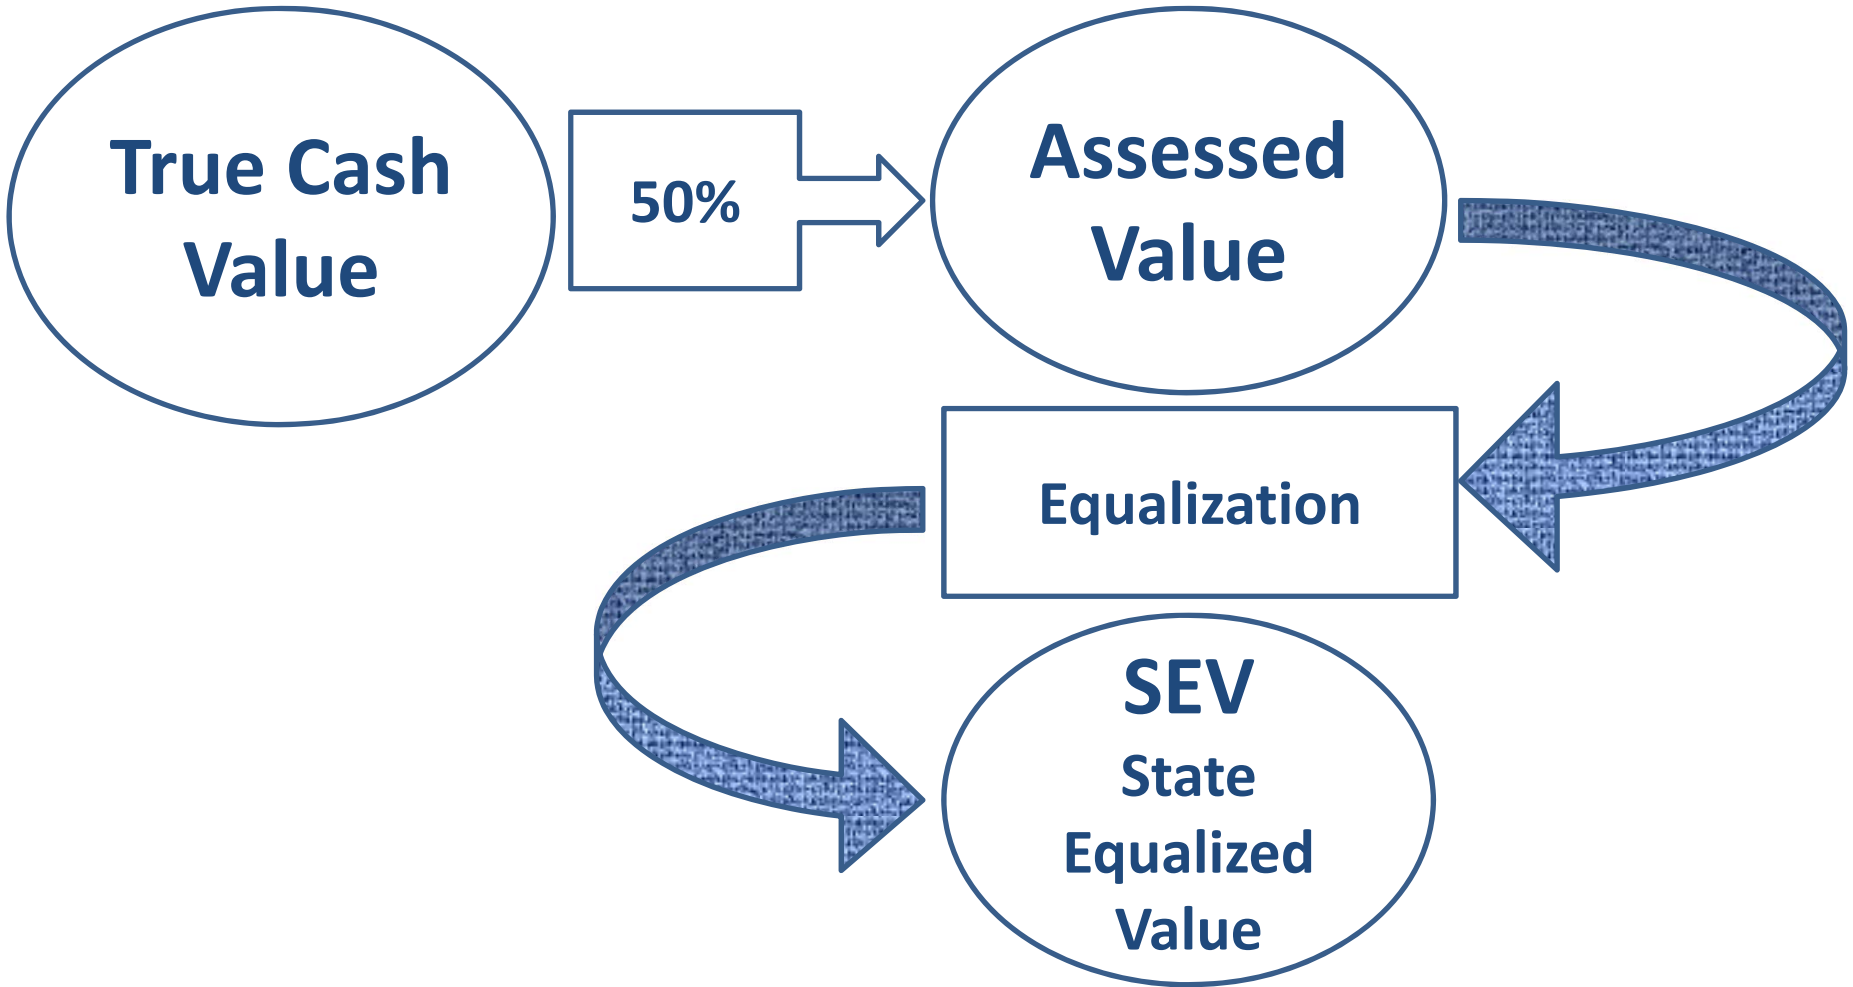 True Cash
Value
50%
Assessed
Value
Equalization
SEV
State
Equalized
Value